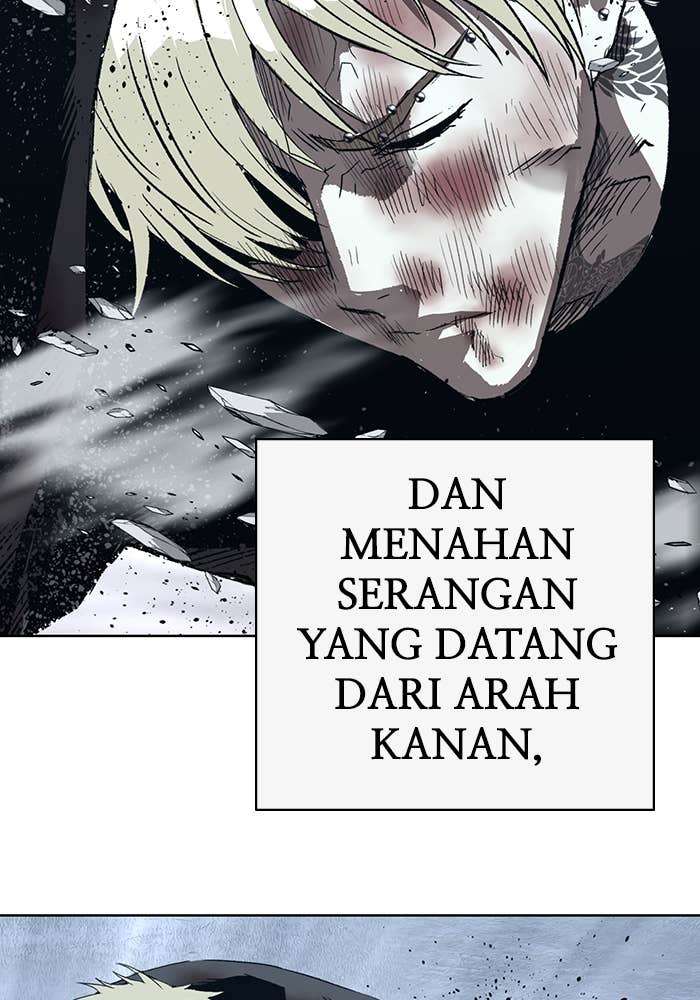 DAN
MENAHAN
SERANGAN
YANG DATANG
DARI ARAH
KANAN,